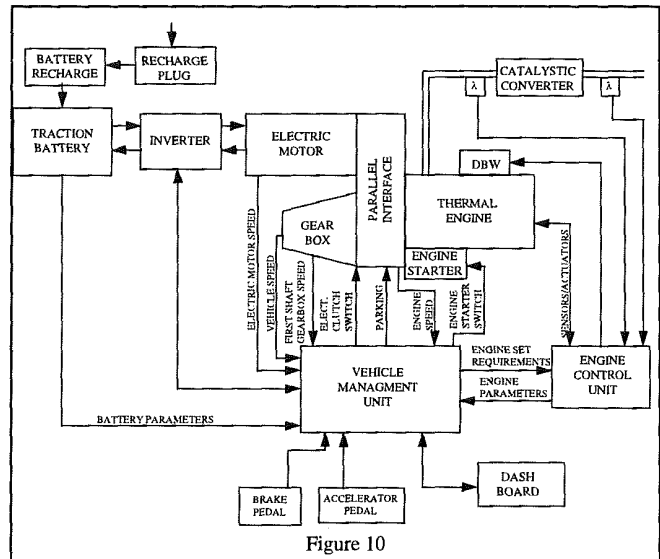 BATTERY
RECHARGE
RECHARGE
PLUG
CATALYSTIC
CONVERTER
λ
λ
TRACTION
BATTERY
INVERTER
ELECTRIC
MOTOR
PARALLEL
INTERFACE
DBW
THERMAL
ENGINE
GEAR
BOX
ENGINE
STARTER
ELECTRIC MOTOR SPEED
VEHICLE SPEED
FIRST SHAFT
GEARBOX SPEED
ELECT.
CLUTCH
SWITCH
PARKING
ENGINE
SPEED
ENGINE
STARTER
SWITCH
SENSORS/ACTUATORS
VEHICLE
MANAGMENT
UNIT
ENGINE SET
REQUIREMENTS
ENGINE
PARAMETERS
ENGINE
CONTROL
UNIT
BATTERY PARAMETERS
BRAKE
PEDAL
ACCELERATOR
PEDAL
DASH
BOARD
Figure 10